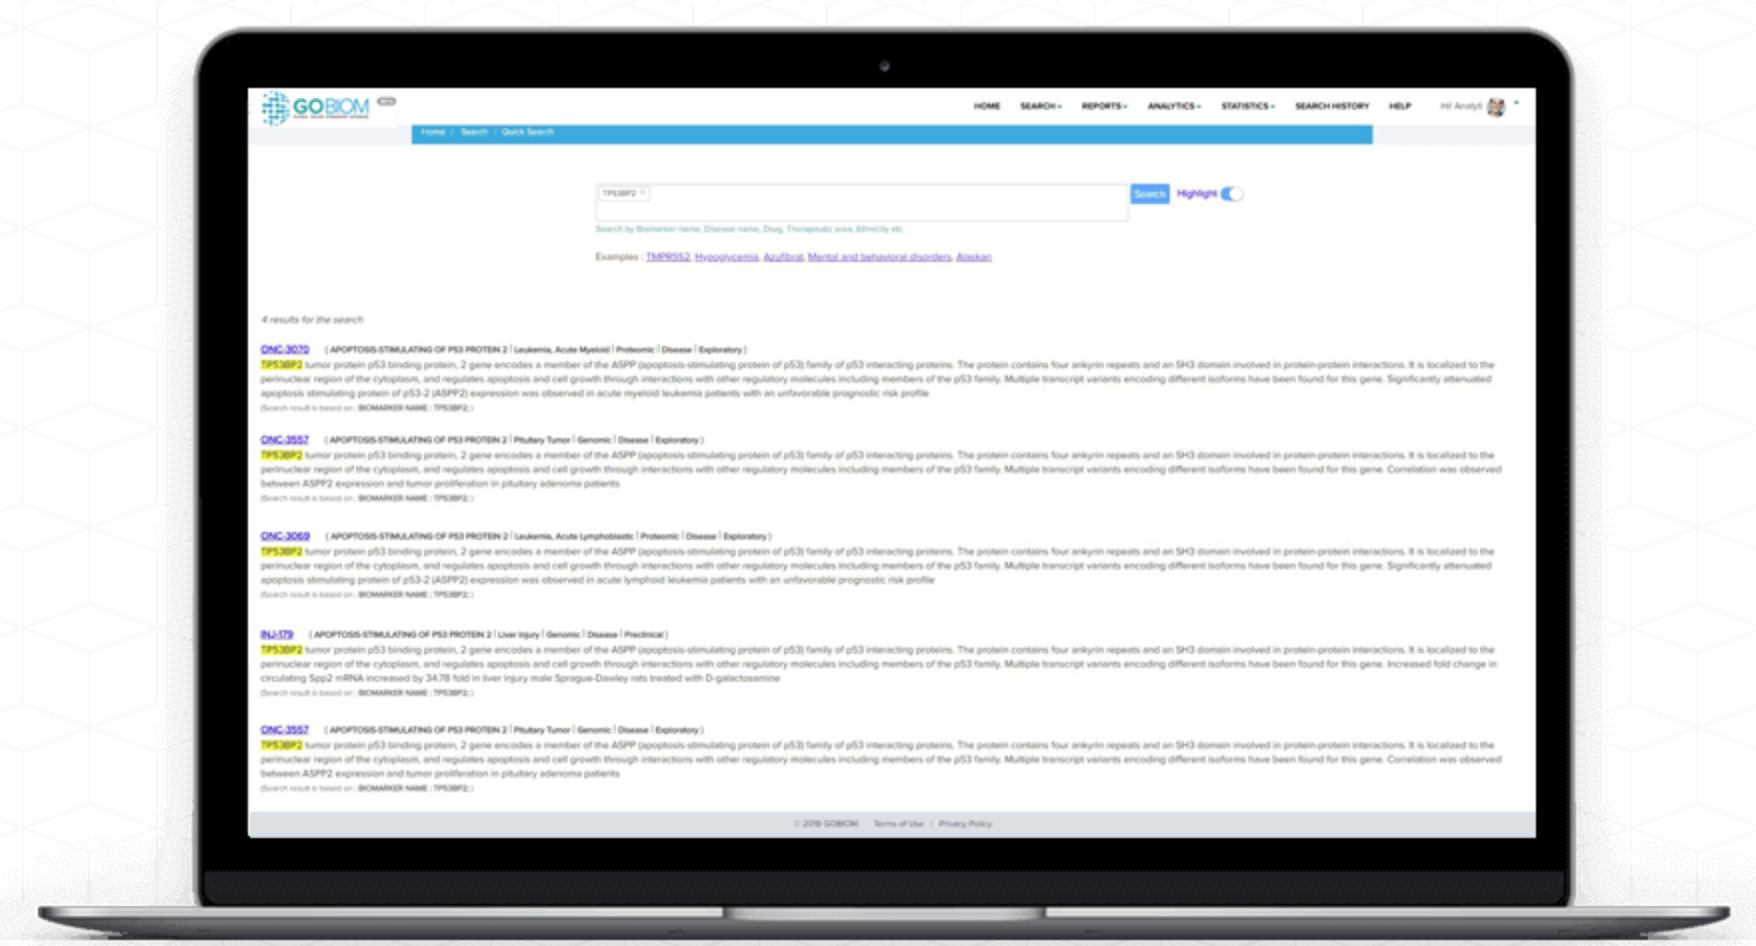 GOBIOM
HOME SEARCH REPORTS ANALYTICS STATISTICS SEARCH HISTORY HELP Hi! Analyti
Home / Search / Quick Search
TP53BP2 ×
Search Highlight
Search by Biomarker name, Disease name, Drug, Therapeutic area, Ethnicity etc
Examples : TMPRSS2, Hypoglycemia, Azufibrat, Mental and behavioral disorders, Alaskan
4 results for the search
ONC-3070 ( APOPTOSIS-STIMULATING OF P53 PROTEIN 2 | Leukemia, Acute Myeloid | Proteomic | Disease | Exploratory )
TP53BP2 tumor protein p53 binding protein, 2 gene encodes a member of the ASPP (apoptosis-stimulating protein of p53) family of p53 interacting proteins. The protein contains four ankyrin repeats and an SH3 domain involved in protein-protein interactions. It is localized to the
perinuclear region of the cytoplasm, and regulates apoptosis and cell growth through interactions with other regulatory molecules including members of the p53 family. Multiple transcript variants encoding different isoforms have been found for this gene. Significantly attenuated
apoptosis stimulating protein of p53-2 (ASPP2) expression was observed in acute myeloid leukemia patients with an unfavorable prognostic risk profile
(Search result is based on : BIOMARKER NAME : TP53BP2; )
ONC-3557 ( APOPTOSIS-STIMULATING OF P53 PROTEIN 2 | Pituitary Tumor | Genomic | Disease | Exploratory )
TP53BP2 tumor protein p53 binding protein, 2 gene encodes a member of the ASPP (apoptosis-stimulating protein of p53) family of p53 interacting proteins. The protein contains four ankyrin repeats and an SH3 domain involved in protein-protein interactions. It is localized to the
perinuclear region of the cytoplasm, and regulates apoptosis and cell growth through interactions with other regulatory molecules including members of the p53 family. Multiple transcript variants encoding different isoforms have been found for this gene. Correlation was observed
between ASPP2 expression and tumor proliferation in pituitary adenoma patients
(Search result is based on : BIOMARKER NAME : TP53BP2; )
ONC-3069 ( APOPTOSIS-STIMULATING OF P53 PROTEIN 2 | Leukemia, Acute Lymphoblastic | Proteomic | Disease | Exploratory )
TP53BP2 tumor protein p53 binding protein, 2 gene encodes a member of the ASPP (apoptosis-stimulating protein of p53) family of p53 interacting proteins. The protein contains four ankyrin repeats and an SH3 domain involved in protein-protein interactions. It is localized to the
perinuclear region of the cytoplasm, and regulates apoptosis and cell growth through interactions with other regulatory molecules including members of the p53 family. Multiple transcript variants encoding different isoforms have been found for this gene. Significantly attenuated
apoptosis stimulating protein of p53-2 (ASPP2) expression was observed in acute lymphoid leukemia patients with an unfavorable prognostic risk profile
(Search result is based on : BIOMARKER NAME : TP53BP2; )
INJ-179 ( APOPTOSIS-STIMULATING OF P53 PROTEIN 2 | Liver Injury | Genomic | Disease | Preclinical )
TP53BP2 tumor protein p53 binding protein, 2 gene encodes a member of the ASPP (apoptosis-stimulating protein of p53) family of p53 interacting proteins. The protein contains four ankyrin repeats and an SH3 domain involved in protein-protein interactions. It is localized to the
perinuclear region of the cytoplasm, and regulates apoptosis and cell growth through interactions with other regulatory molecules including members of the p53 family. Multiple transcript variants encoding different isoforms have been found for this gene. Increased fold change in
circulating Spp2 mRNA increased by 34.78 fold in liver injury male Sprague-Dawley rats treated with D-galactosamine
(Search result is based on : BIOMARKER NAME : TP53BP2; )
ONC-3557 ( APOPTOSIS-STIMULATING OF P53 PROTEIN 2 | Pituitary Tumor | Genomic | Disease | Exploratory )
TP53BP2 tumor protein p53 binding protein, 2 gene encodes a member of the ASPP (apoptosis-stimulating protein of p53) family of p53 interacting proteins. The protein contains four ankyrin repeats and an SH3 domain involved in protein-protein interactions. It is localized to the
perinuclear region of the cytoplasm, and regulates apoptosis and cell growth through interactions with other regulatory molecules including members of the p53 family. Multiple transcript variants encoding different isoforms have been found for this gene. Correlation was observed
between ASPP2 expression and tumor proliferation in pituitary adenoma patients
(Search result is based on : BIOMARKER NAME : TP53BP2; )
© 2018 GOBIOM. Terms of Use | Privacy Policy